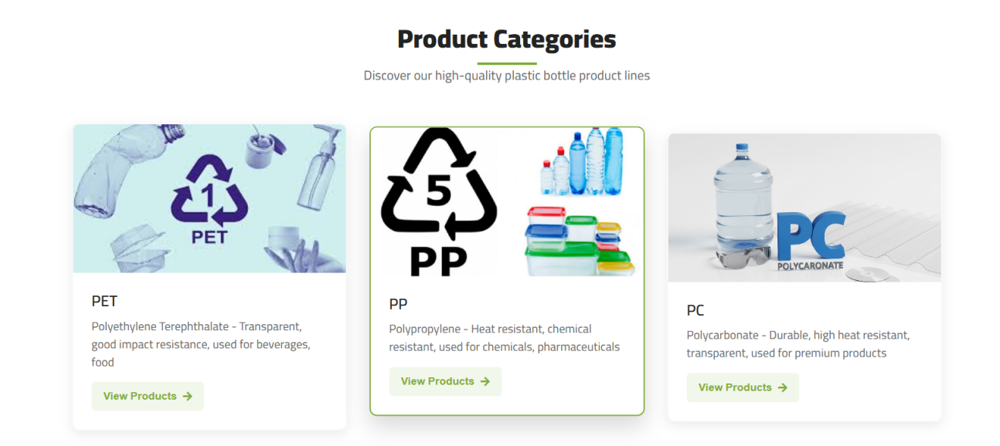 Product Categories
Discover our high-quality plastic bottle product lines
1
PET
PET
Polyethylene Terephthalate - Transparent,
good impact resistance, used for beverages,
food
View Products →
5
PP
PP
Polypropylene - Heat resistant, chemical
resistant, used for chemicals, pharmaceuticals
View Products →
PC
POLYCARONATE
PC
Polycarbonate - Durable, high heat resistant,
transparent, used for premium products
View Products →